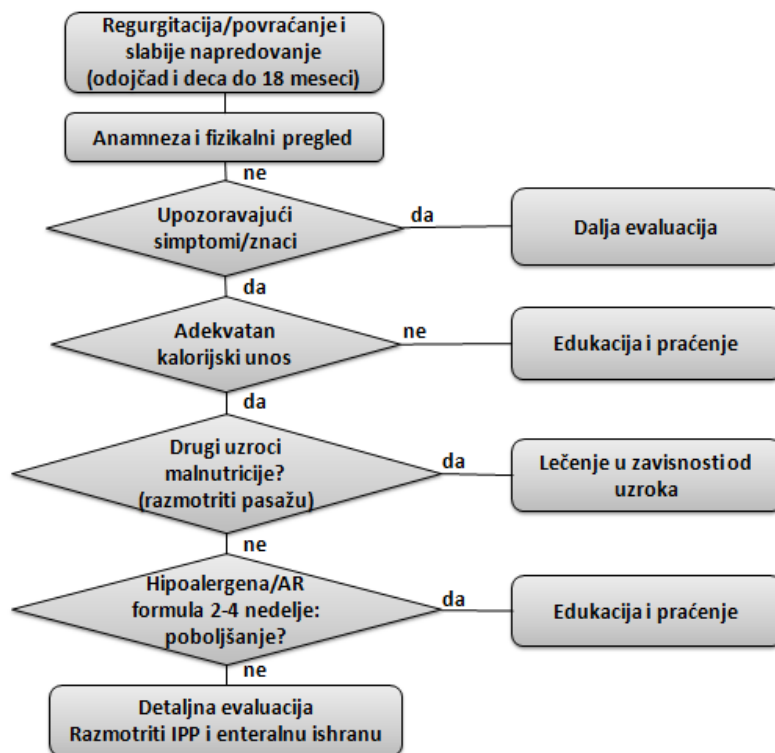 Regurgitacija/povraćanje i
slabije napredovanje
(odojčad i deca do 18 meseci)
Anamneza i fizikalni pregled
ne
Upozoravajući
simptomi/znaci
da
Dalja evaluacija
da
Adekvatan
kalorijski unos
ne
Edukacija i praćenje
da
Drugi uzroci
malnutricije?
(razmotriti pasažu)
da
Lečenje u zavisnosti od
uzroka
ne
Hipoalergena/AR
formula 2-4 nedelje:
poboljšanje?
da
Edukacija i praćenje
ne
Detaljna evaluacija
Razmotriti IPP i enteralnu ishranu